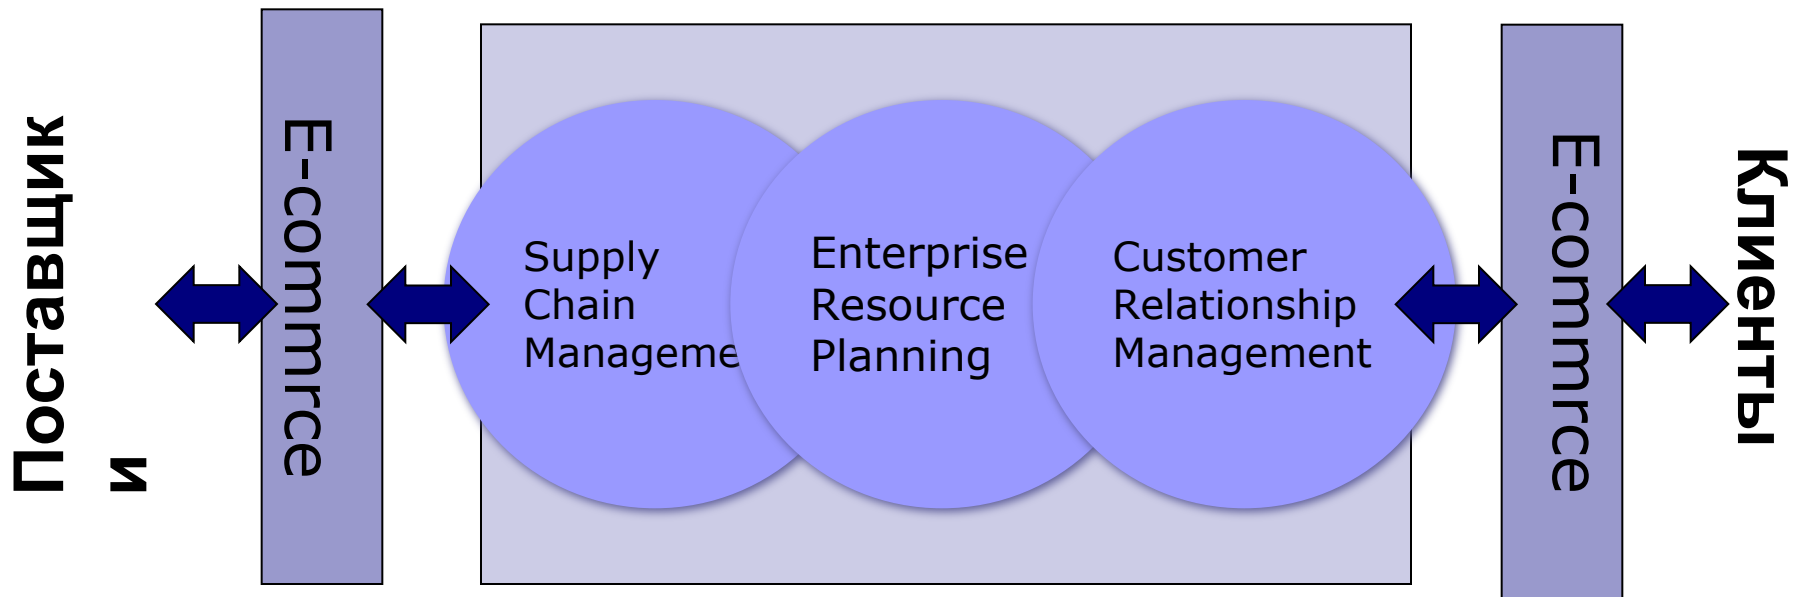 Поставщик
и
E-commrce
Supply
Chain
Manageme
Enterprise
Resource
Planning
Customer
Relationship
Management
E-commrce
Клиенты